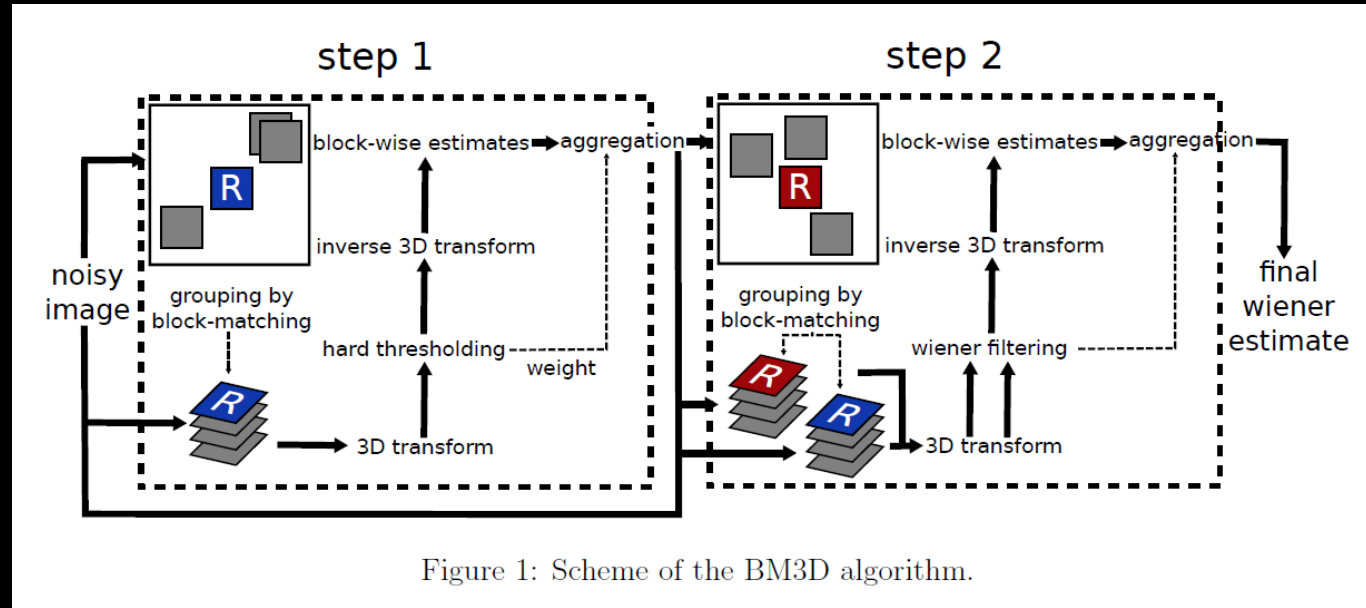 step 1
step 2
block-wise estimates
aggregation
R
inverse 3D transform
noisy
image
grouping by
block-matching
hard thresholding
weight
R
3D transform
block-wise estimates
aggregation
R
inverse 3D transform
grouping by
block-matching
wiener filtering
R
R
3D transform
final
wiener
estimate
Figure 1: Scheme of the BM3D algorithm.